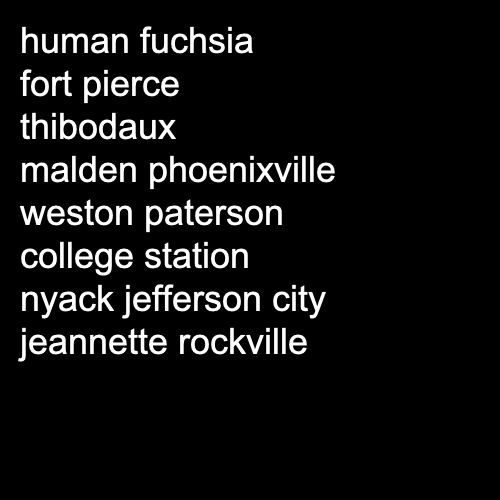 human fuchsia
fort pierce
thibodaux
malden phoenixville
weston paterson
college station
nyack jefferson city
jeannette rockville